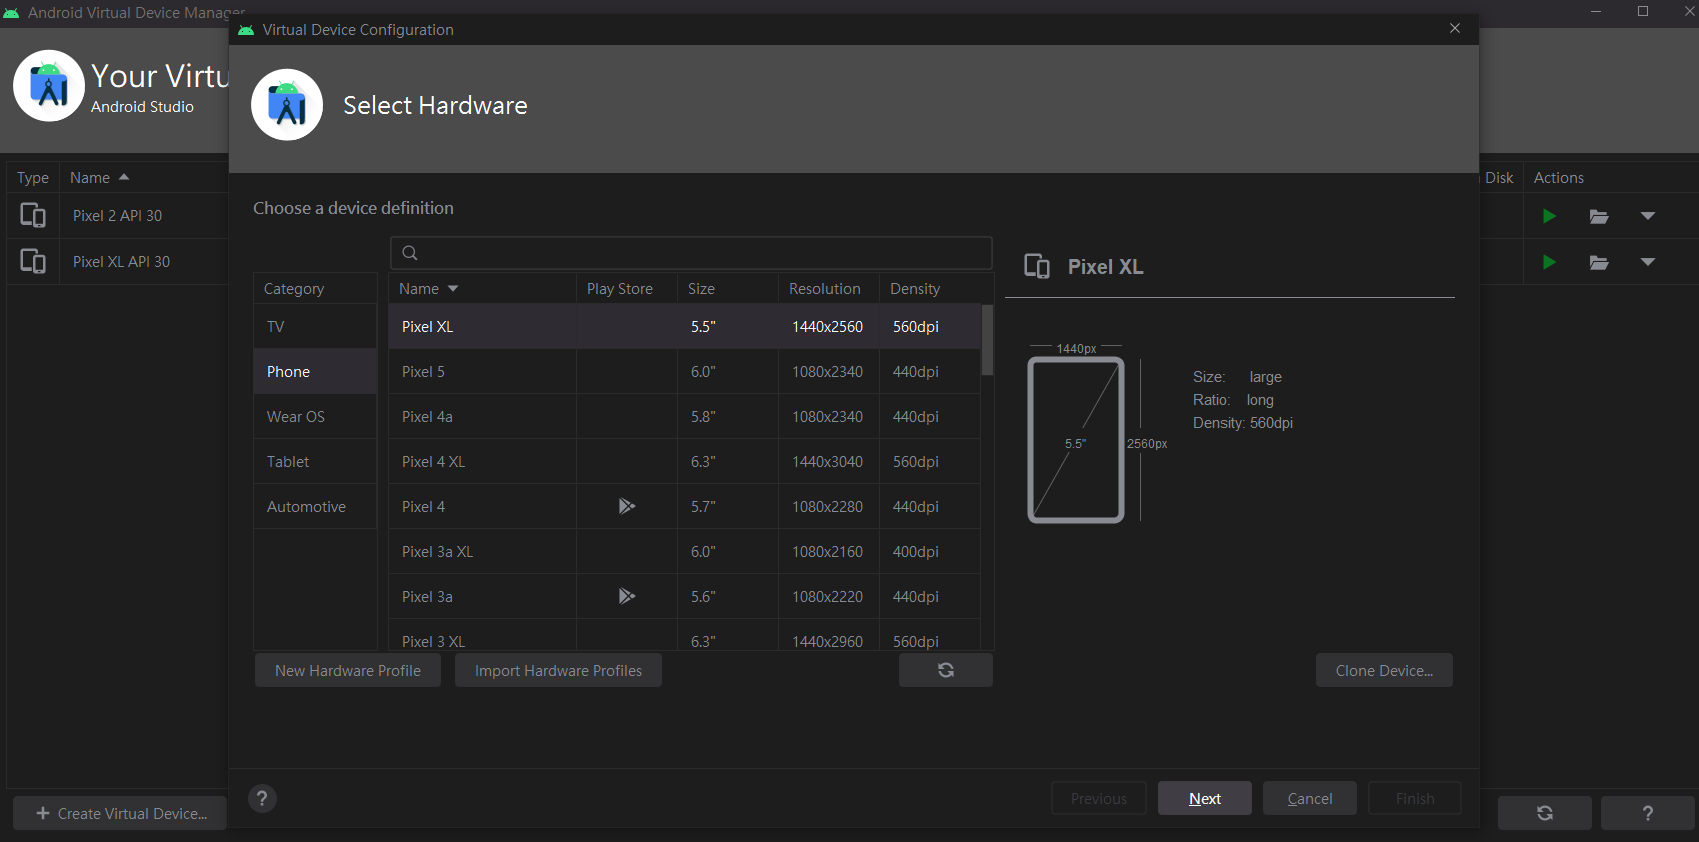 Android Virtual Device Manager
Virtual Device Configuration
Your Virtu
Android Studio
Select Hardware
Type Name Disk Actions
Pixel 2 API 30
Pixel XL API 30
Choose a device definition
Category
TV
Phone
Wear OS
Tablet
Automotive
Name Play Store Size Resolution Density
Pixel XL 5.5" 1440x2560 560dpi
Pixel 5 6.0" 1080x2340 440dpi
Pixel 4a 5.8" 1080x2340 440dpi
Pixel 4 XL 6.3" 1440x3040 560dpi
Pixel 4 5.7" 1080x2280 440dpi
Pixel 3a XL 6.0" 1080x2160 400dpi
Pixel 3a 5.6" 1080x2220 440dpi
Pixel 3 XL 6.3" 1440x2960 560dpi
Pixel XL
1440px
5.5"
2560px
Size: large
Ratio: long
Density: 560dpi
New Hardware Profile Import Hardware Profiles Clone Device...
? Previous Next Cancel Finish
+ Create Virtual Device... ?